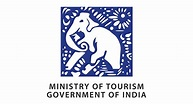 MINISTRY OF TOURISM
GOVERNMENT OF INDIA